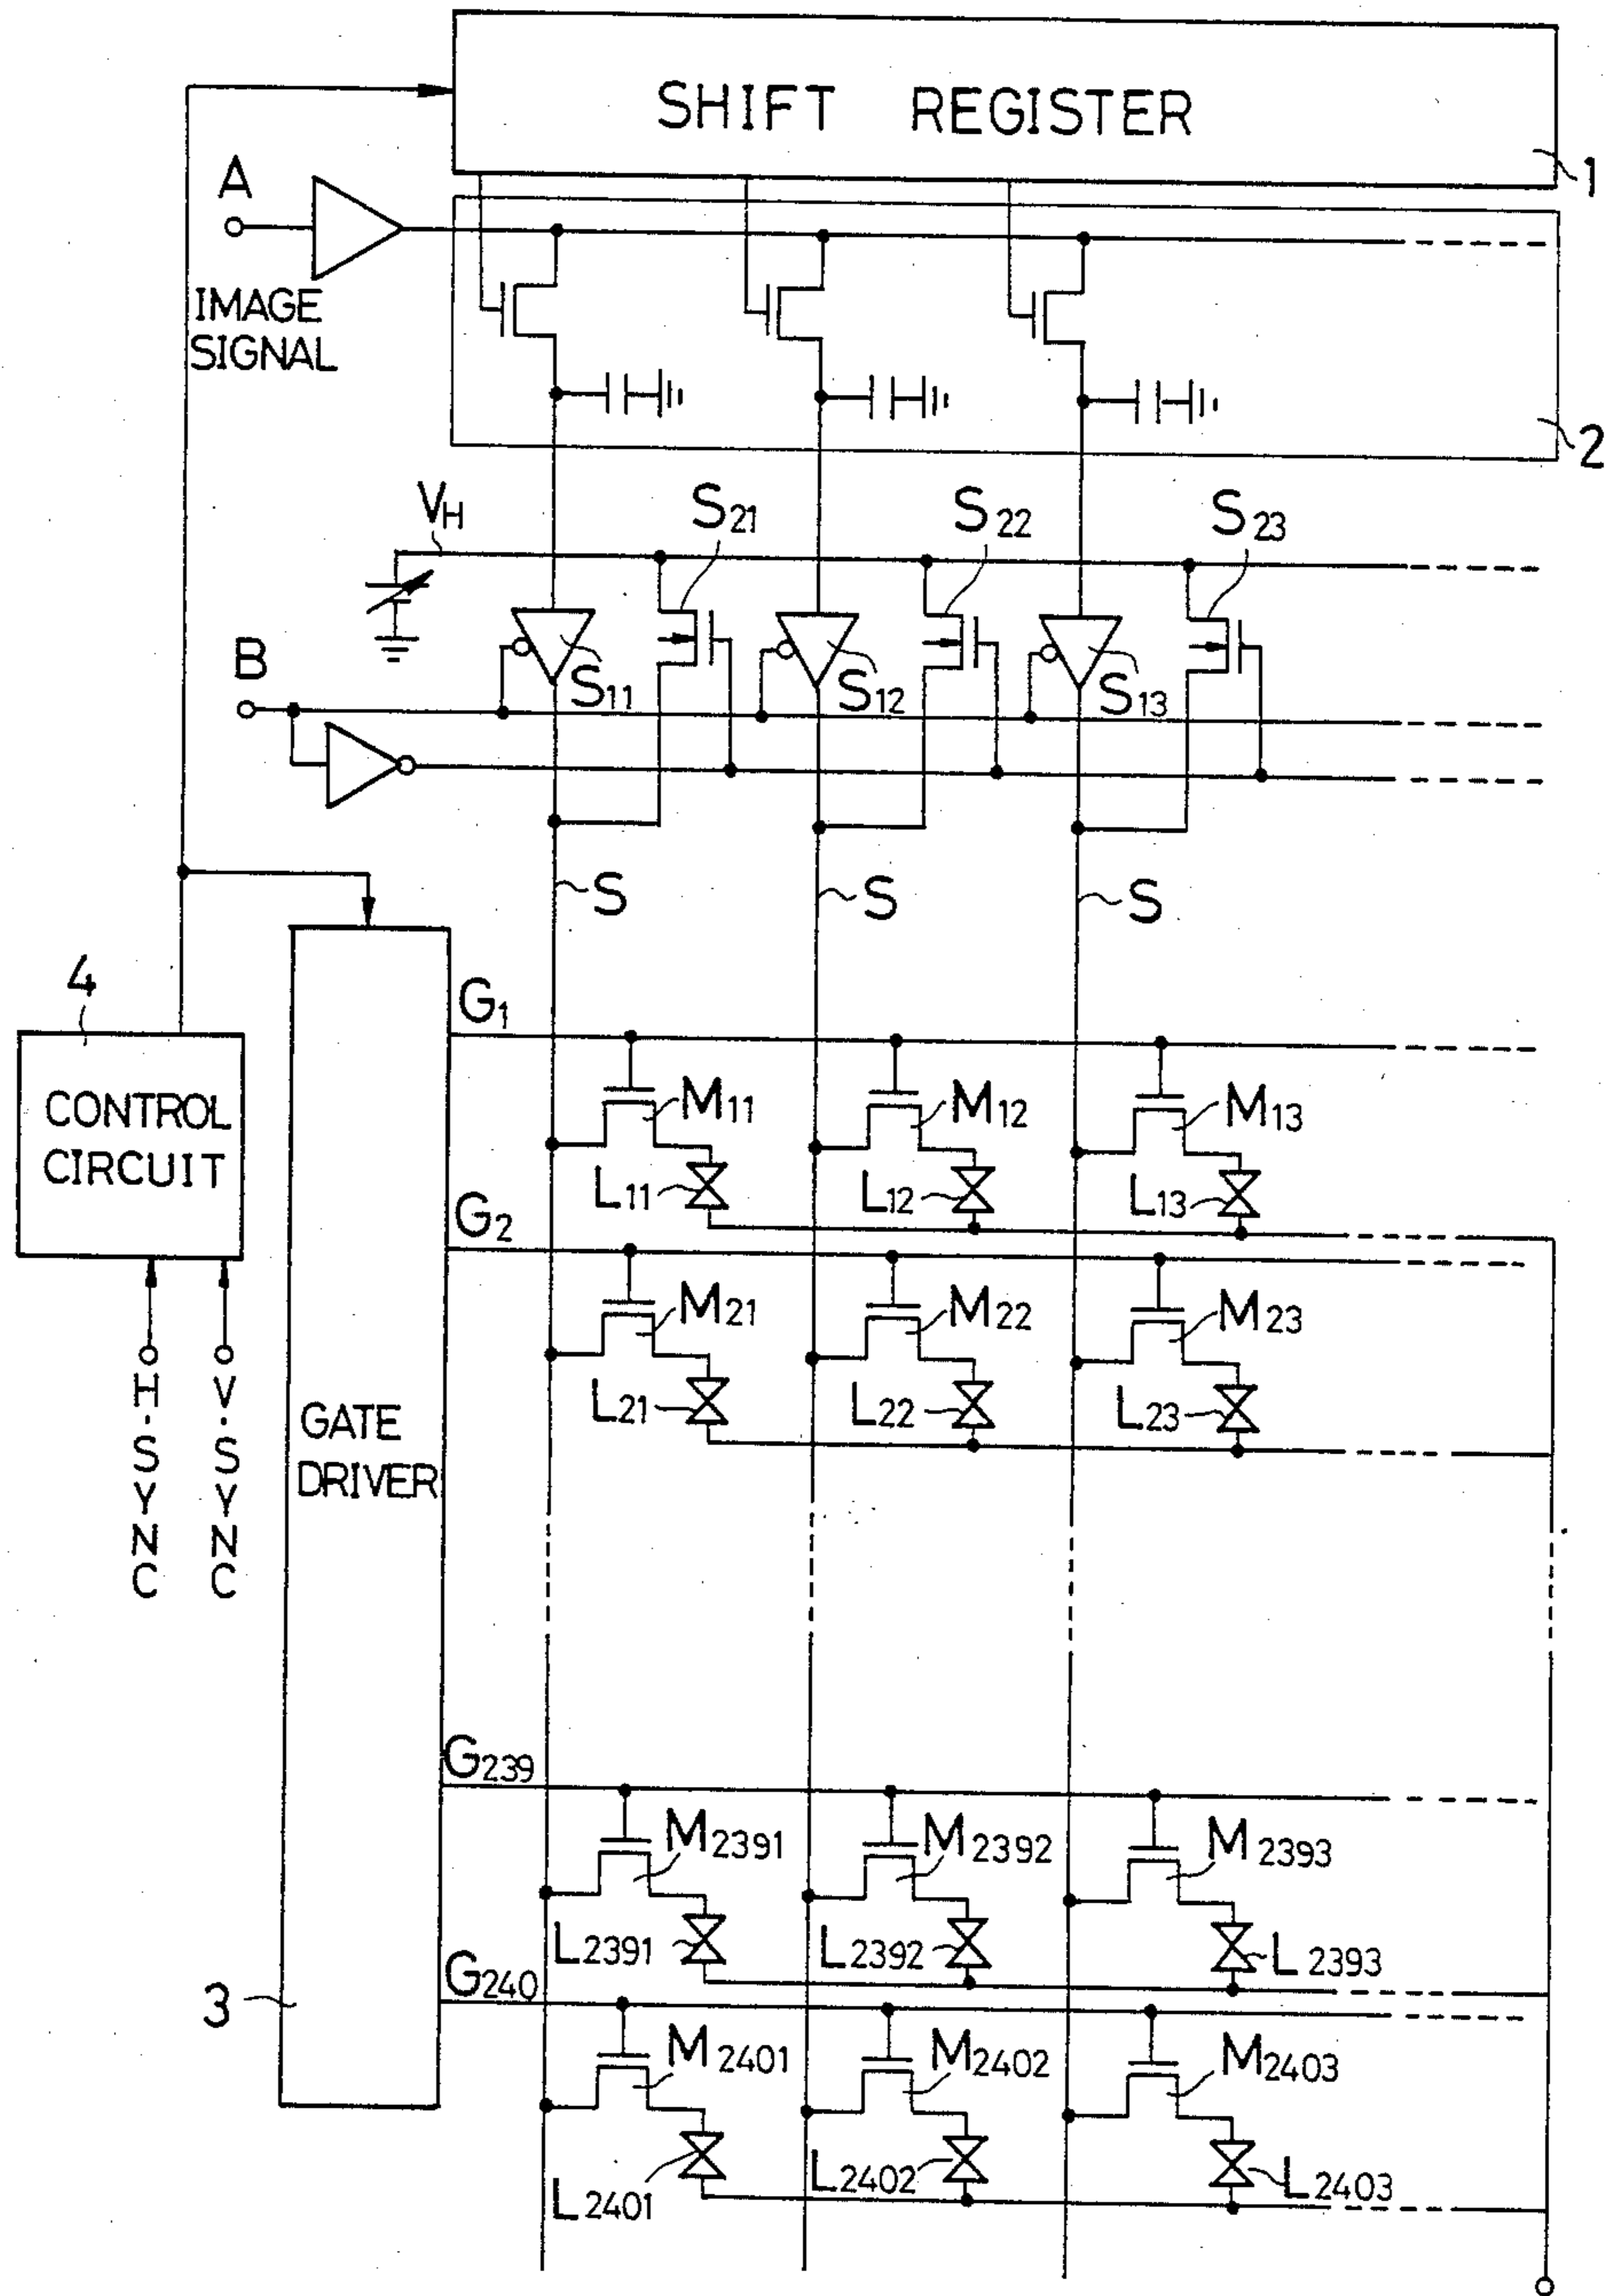 SHIFT REGISTER
1
A
IMAGE
SIGNAL
2
VH
S21
S22
S23
B
S11
S12
S13
S
S
S
4
CONTROL
CIRCUIT
G1
M11
M12
M13
L11
L12
L13
G2
M21
M22
M23
L21
L22
L23
H·SYNC
V·SYNC
GATE
DRIVER
G239
M2391
M2392
M2393
L2391
L2392
L2393
G240
3
M2401
M2402
M2403
L2401
L2402
L2403